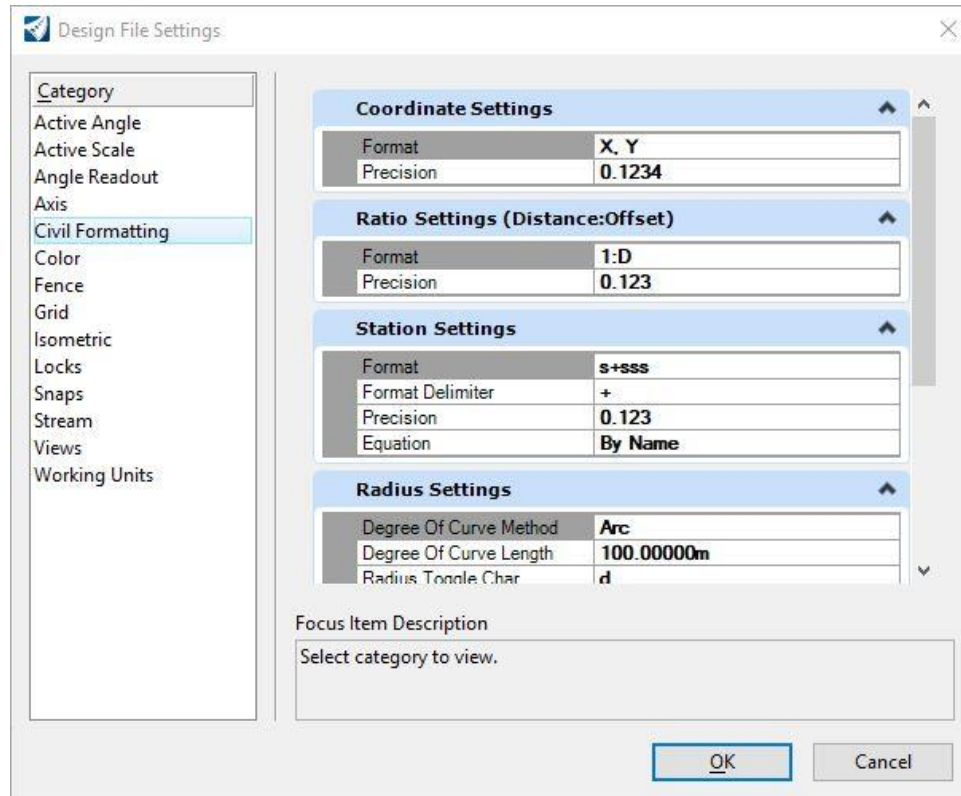 Design File Settings
Category
Active Angle
Active Scale
Angle Readout
Axis
Civil Formatting
Color
Fence
Grid
Isometric
Locks
Snaps
Stream
Views
Working Units
Coordinate Settings
Format X, Y
Precision 0.1234
Ratio Settings (Distance:Offset)
Format 1:D
Precision 0.123
Station Settings
Format s+sss
Format Delimiter +
Precision 0.123
Equation By Name
Radius Settings
Degree Of Curve Method Arc
Degree Of Curve Length 100.00000m
Radius Toggle Char d
Focus Item Description
Select category to view.
OK Cancel